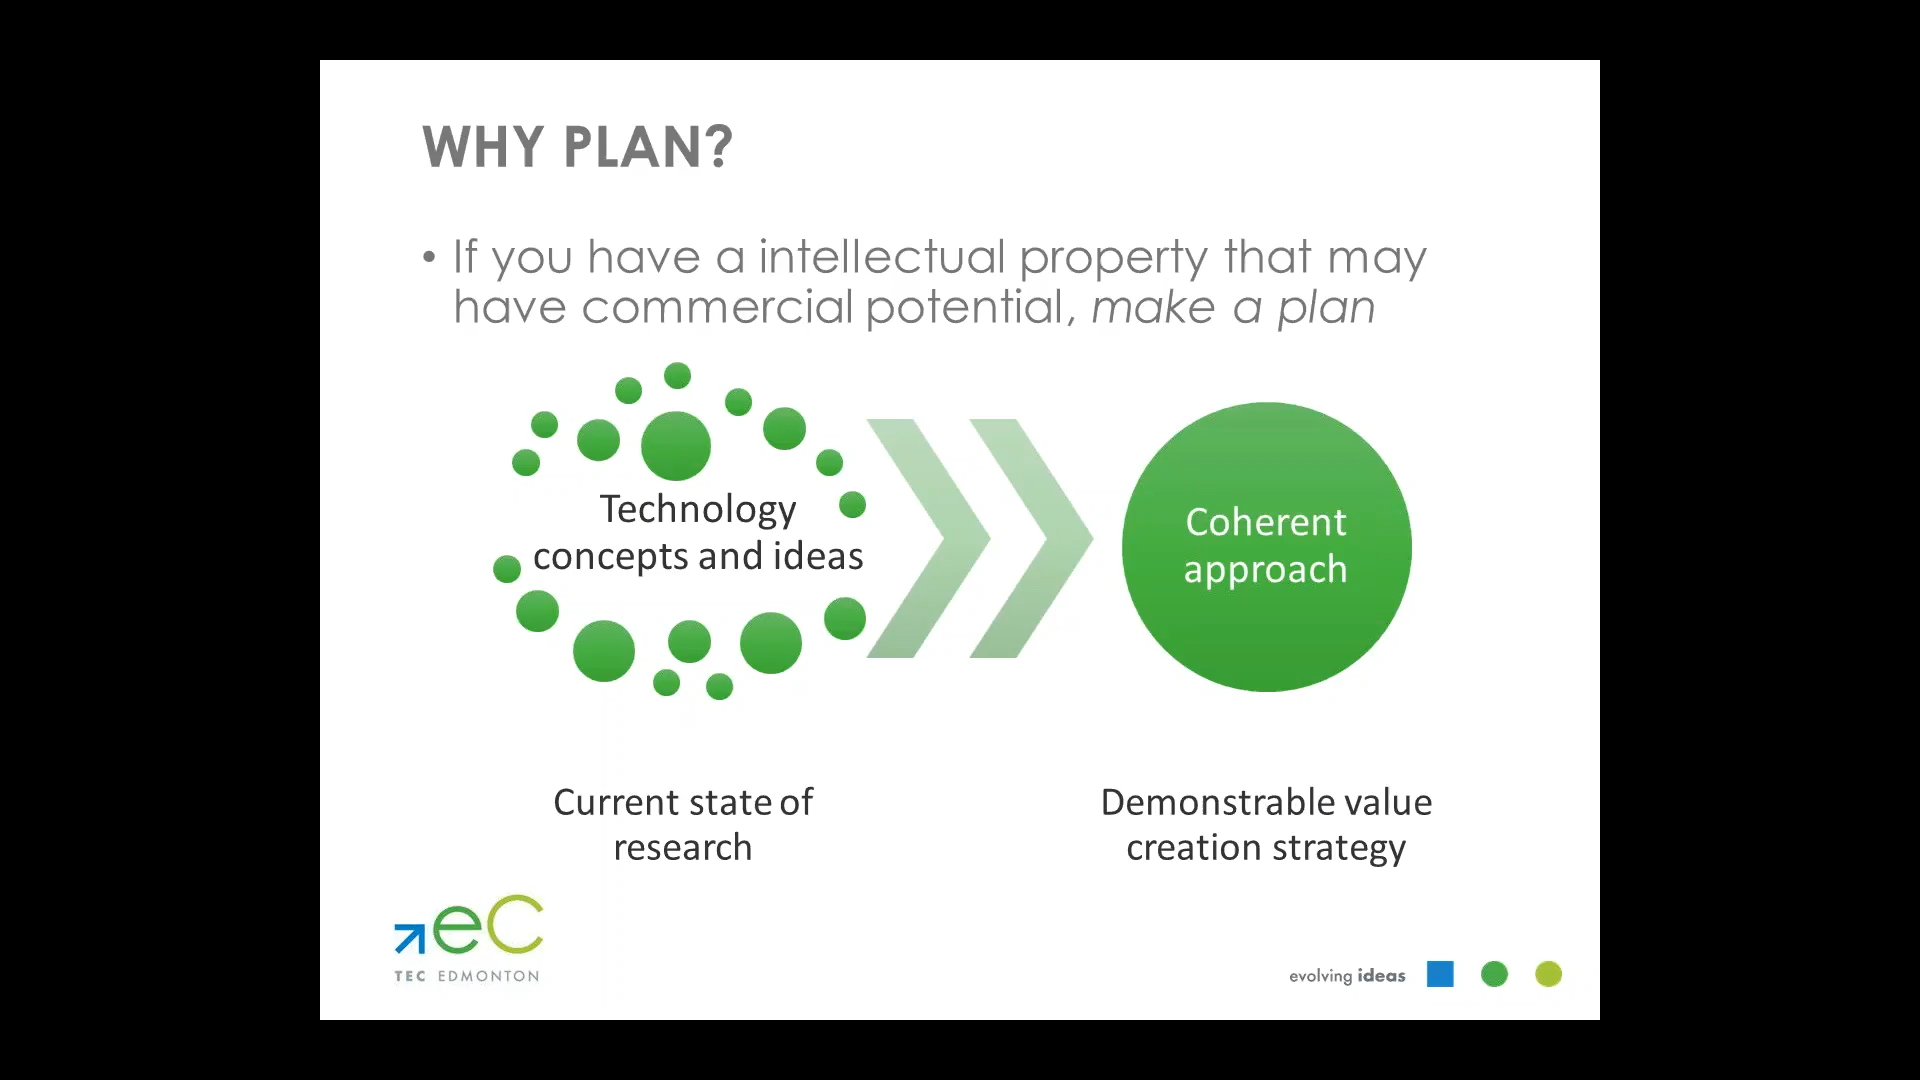 WHY PLAN?
• If you have a intellectual property that may
have commercial potential, make a plan
Technology
concepts and ideas
Coherent
approach
Current state of
research
Demonstrable value
creation strategy
eC
TEC EDMONTON
evolving ideas